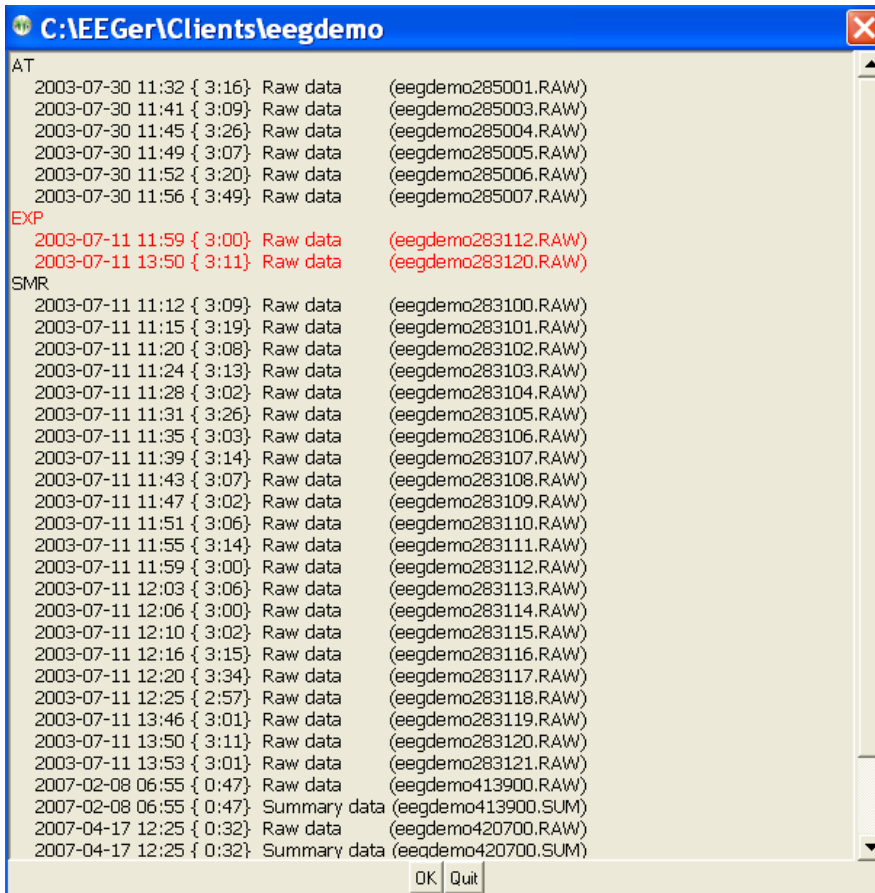 C:\EEGer\Clients\eegdemo
AT
2003-07-30 11:32 { 3:16} Raw data (eegdemo285001.RAW)
2003-07-30 11:41 { 3:09} Raw data (eegdemo285003.RAW)
2003-07-30 11:45 { 3:26} Raw data (eegdemo285004.RAW)
2003-07-30 11:49 { 3:07} Raw data (eegdemo285005.RAW)
2003-07-30 11:52 { 3:20} Raw data (eegdemo285006.RAW)
2003-07-30 11:56 { 3:49} Raw data (eegdemo285007.RAW)
EXP
2003-07-11 11:59 { 3:00} Raw data (eegdemo283112.RAW)
2003-07-11 13:50 { 3:11} Raw data (eegdemo283120.RAW)
SMR
2003-07-11 11:12 { 3:09} Raw data (eegdemo283100.RAW)
2003-07-11 11:15 { 3:19} Raw data (eegdemo283101.RAW)
2003-07-11 11:20 { 3:08} Raw data (eegdemo283102.RAW)
2003-07-11 11:24 { 3:13} Raw data (eegdemo283103.RAW)
2003-07-11 11:28 { 3:02} Raw data (eegdemo283104.RAW)
2003-07-11 11:31 { 3:26} Raw data (eegdemo283105.RAW)
2003-07-11 11:35 { 3:03} Raw data (eegdemo283106.RAW)
2003-07-11 11:39 { 3:14} Raw data (eegdemo283107.RAW)
2003-07-11 11:43 { 3:07} Raw data (eegdemo283108.RAW)
2003-07-11 11:47 { 3:02} Raw data (eegdemo283109.RAW)
2003-07-11 11:51 { 3:06} Raw data (eegdemo283110.RAW)
2003-07-11 11:55 { 3:14} Raw data (eegdemo283111.RAW)
2003-07-11 11:59 { 3:00} Raw data (eegdemo283112.RAW)
2003-07-11 12:03 { 3:06} Raw data (eegdemo283113.RAW)
2003-07-11 12:06 { 3:00} Raw data (eegdemo283114.RAW)
2003-07-11 12:10 { 3:02} Raw data (eegdemo283115.RAW)
2003-07-11 12:16 { 3:15} Raw data (eegdemo283116.RAW)
2003-07-11 12:20 { 3:34} Raw data (eegdemo283117.RAW)
2003-07-11 12:25 { 2:57} Raw data (eegdemo283118.RAW)
2003-07-11 13:46 { 3:01} Raw data (eegdemo283119.RAW)
2003-07-11 13:50 { 3:11} Raw data (eegdemo283120.RAW)
2003-07-11 13:53 { 3:01} Raw data (eegdemo283121.RAW)
2007-02-08 06:55 { 0:47} Raw data (eegdemo413900.RAW)
2007-02-08 06:55 { 0:47} Summary data (eegdemo413900.SUM)
2007-04-17 12:25 { 0:32} Raw data (eegdemo420700.RAW)
2007-04-17 12:25 { 0:32} Summary data (eegdemo420700.SUM)
OK Quit